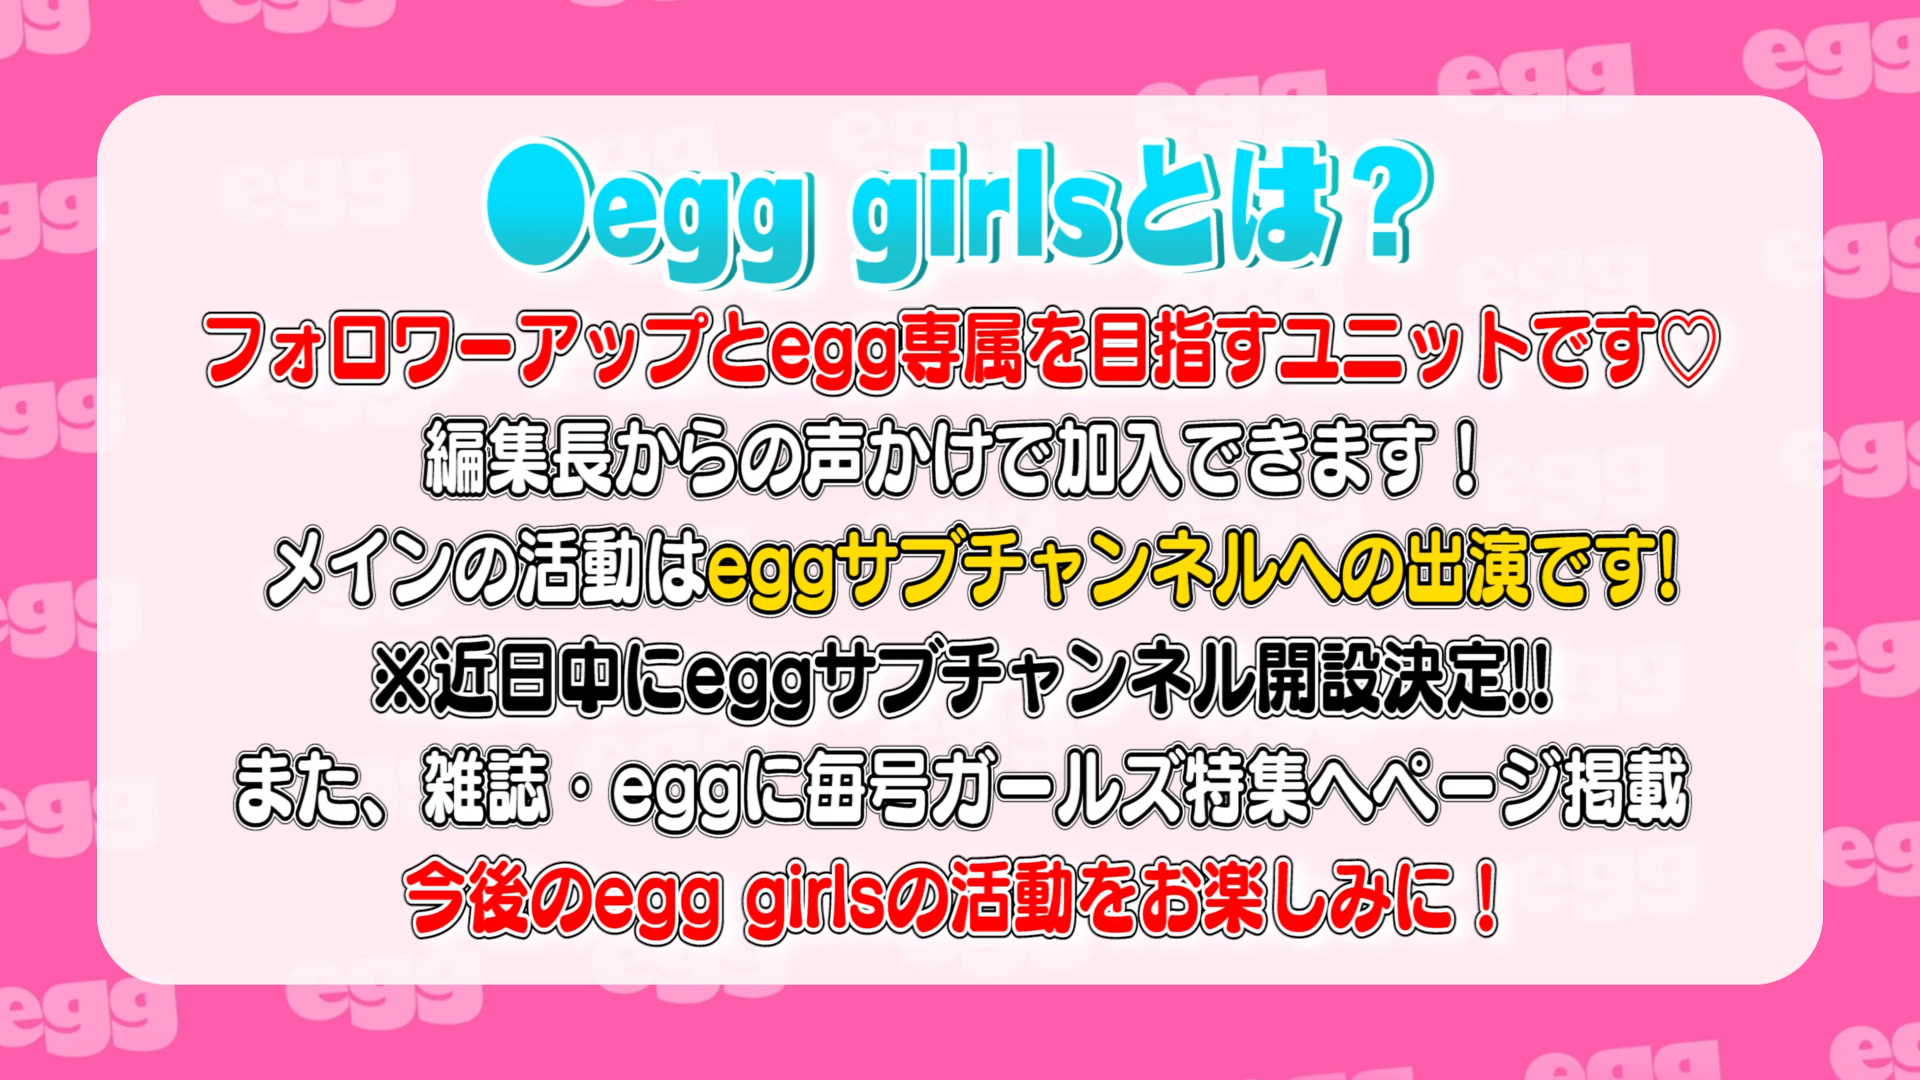 ●egg girlsとは？
フォロワーアップとegg専属を目指すユニットです♡
編集長からの声かけで加入できます！
メインの活動はeggサブチャンネルへの出演です!
※近日中にeggサブチャンネル開設決定!!
また、雑誌・eggに毎号ガールズ特集へページ掲載
今後のegg girlsの活動をお楽しみに！